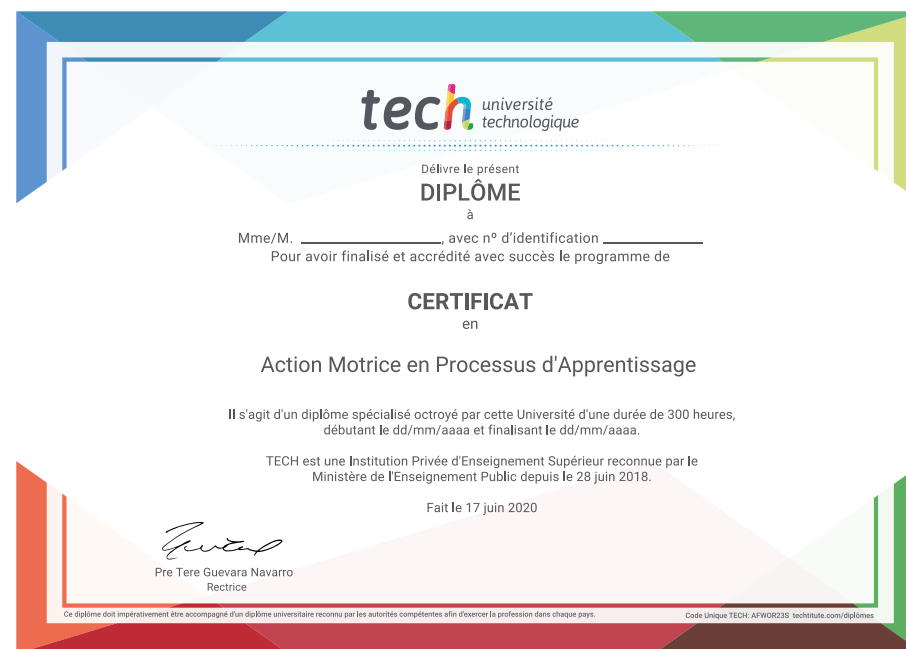 tech université
technologique
Délivre le présent
DIPLÔME
à
Mme/M. ____________________, avec nº d'identification ______________
Pour avoir finalisé et accrédité avec succès le programme de
CERTIFICAT
en
Action Motrice en Processus d'Apprentissage
Il s'agit d'un diplôme spécialisé octroyé par cette Université d'une durée de 300 heures,
débutant le dd/mm/aaaa et finalisant le dd/mm/aaaa.
TECH est une Institution Privée d'Enseignement Supérieur reconnue par le
Ministère de l'Enseignement Public depuis le 28 juin 2018.
Fait le 17 juin 2020
Pre Tere Guevara Navarro
Rectrice
Ce diplôme doit impérativement être accompagné d'un diplôme universitaire reconnu par les autorités compétentes afin d'exercer la profession dans chaque pays.
Code Unique TECH: AFWOR23S techtitute.com/diplômes